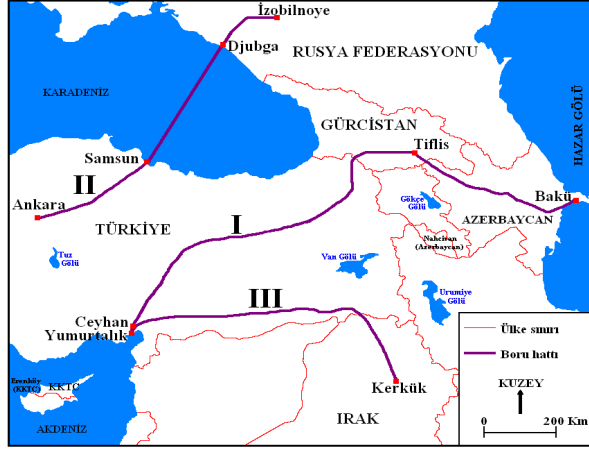 İzobilnoye
Djubga
RUSYA FEDERASYONU
KARADENİZ
HAZAR GÖLÜ
GÜRCİSTAN
Tiflis
Samsun
II
Ankara
Gökçe
Gölü
Bakü
I
TÜRKİYE
AZERBAYCAN
Nahcivan
(Azerbaycan)
Tuz
Gölü
Van Gölü
Urumiye
Gölü
III
Ceyhan
Yumurtalık
Erenköy
(KKTC)
KKTC
Kerkük
AKDENİZ
IRAK
Ülke sınırı
Boru hattı
KUZEY
0 200 Km